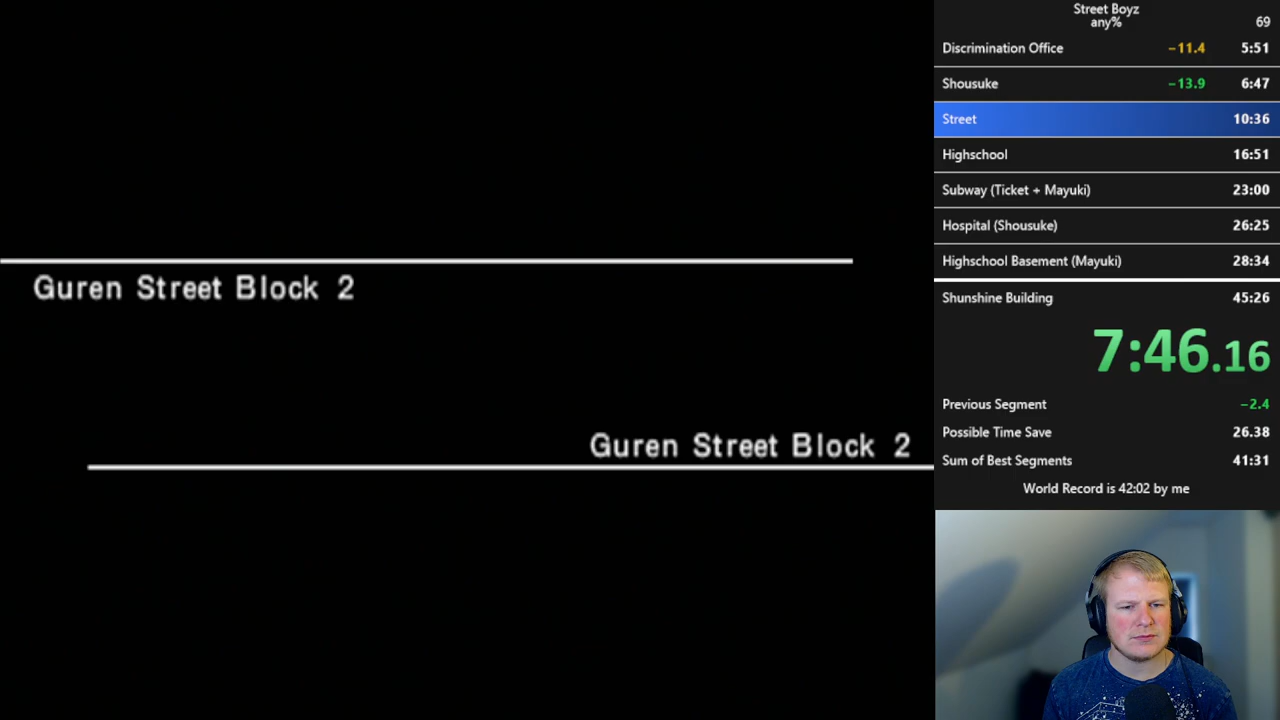 Guren Street Block 2
Guren Street Block 2
Street Boyz
any%
69
Discrimination Office -11.4 5:51
Shousuke -13.9 6:47
Street 10:36
Highschool 16:51
Subway (Ticket + Mayuki) 23:00
Hospital (Shousuke) 26:25
Highschool Basement (Mayuki) 28:34
Shunshine Building 45:26
7:46.16
Previous Segment -2.4
Possible Time Save 26.38
Sum of Best Segments 41:31
World Record is 42:02 by me